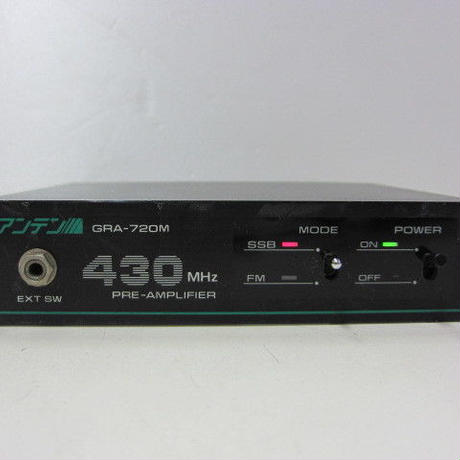 アンテン
GRA-720M
MODE
POWER
SSB
ON
430 MHz
FM
OFF
EXT SW
PRE-AMPLIFIER